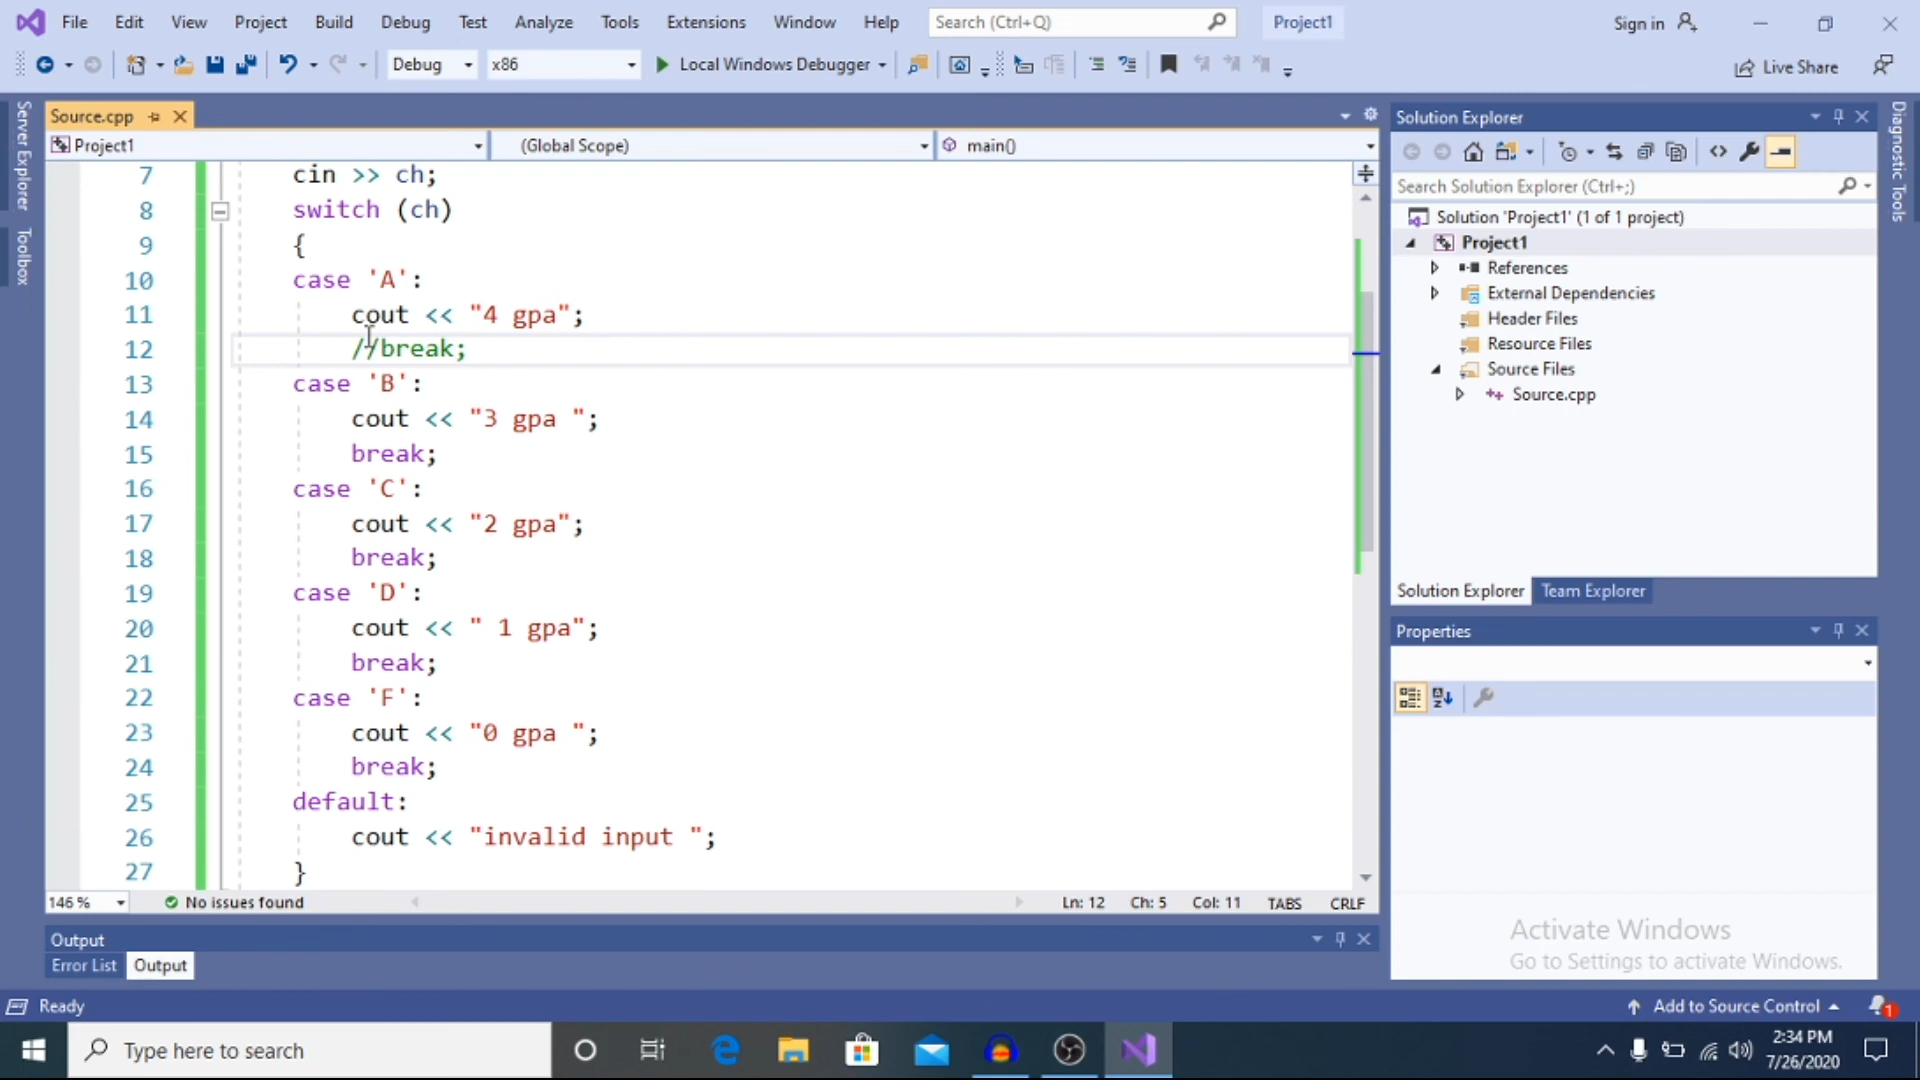 File Edit View Project Build Debug Test Analyze Tools Extensions Window Help Search (Ctrl+Q) Project1 Sign in
Debug x86 Local Windows Debugger Live Share
Server Explorer
Toolbox
Source.cpp
Project1 (Global Scope) main()
7 cin >> ch;
8 switch (ch)
9 {
10 case 'A':
11 cout << "4 gpa";
12 //break;
13 case 'B':
14 cout << "3 gpa ";
15 break;
16 case 'C':
17 cout << "2 gpa";
18 break;
19 case 'D':
20 cout << " 1 gpa";
21 break;
22 case 'F':
23 cout << "0 gpa ";
24 break;
25 default:
26 cout << "invalid input ";
27 }
146 % No issues found Ln: 12 Ch: 5 Col: 11 TABS CRLF
Output
Error List Output
Solution Explorer
Search Solution Explorer (Ctrl+;)
Solution 'Project1' (1 of 1 project)
Project1
References
External Dependencies
Header Files
Resource Files
Source Files
Source.cpp
Solution Explorer Team Explorer
Properties
Activate Windows
Go to Settings to activate Windows.
Diagnostic Tools
Ready Add to Source Control 1
Type here to search
2:34 PM
7/26/2020